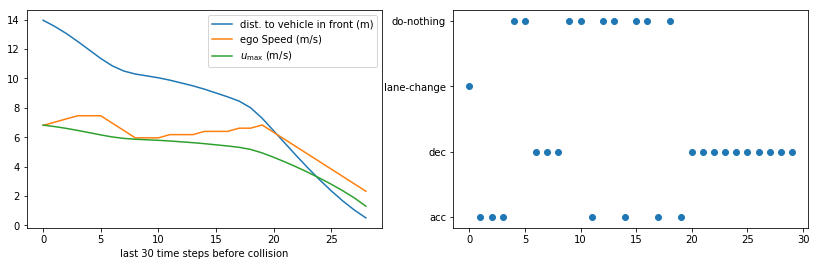 14
12
10
8
6
4
2
0
0
5
10
15
20
25
last 30 time steps before collision
dist. to vehicle in front (m)
ego Speed (m/s)
u_max (m/s)
do-nothing
lane-change
dec
acc
0
5
10
15
20
25
30